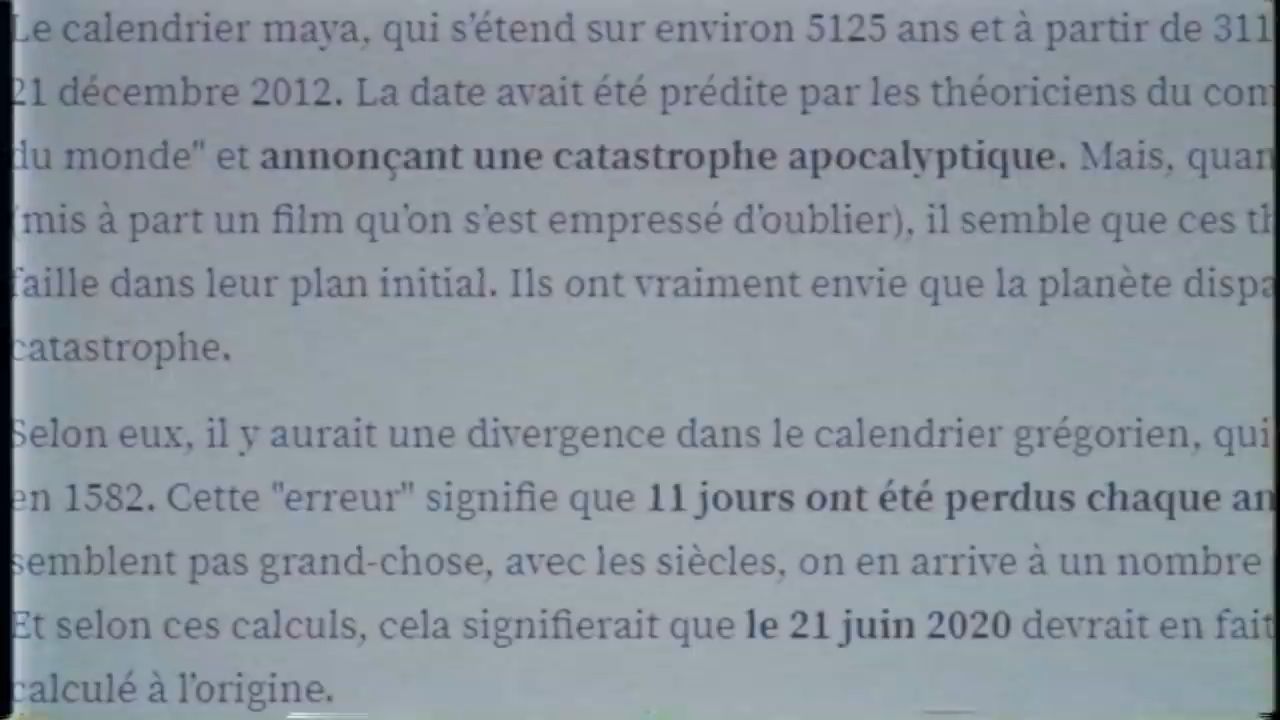 Le calendrier maya, qui s'étend sur environ 5125 ans et à partir de 311
21 décembre 2012. La date avait été prédite par les théoriciens du
du monde" et annonçant une catastrophe apocalyptique. Mais,
(mis à part un film qu'on s'est empressé d'oublier), il semble que ces
faille dans leur plan initial. Ils ont vraiment envie que la planète
catastrophe.
Selon eux, il y aurait une divergence dans le calendrier grégorien, qui
en 1582. Cette "erreur" signifie que 11 jours ont été perdus chaque
semblent pas grand-chose, avec les siècles, on en arrive à un nombre
Et selon ces calculs, cela signifierait que le 21 juin 2020 devrait en fait
calculé à l'origine.